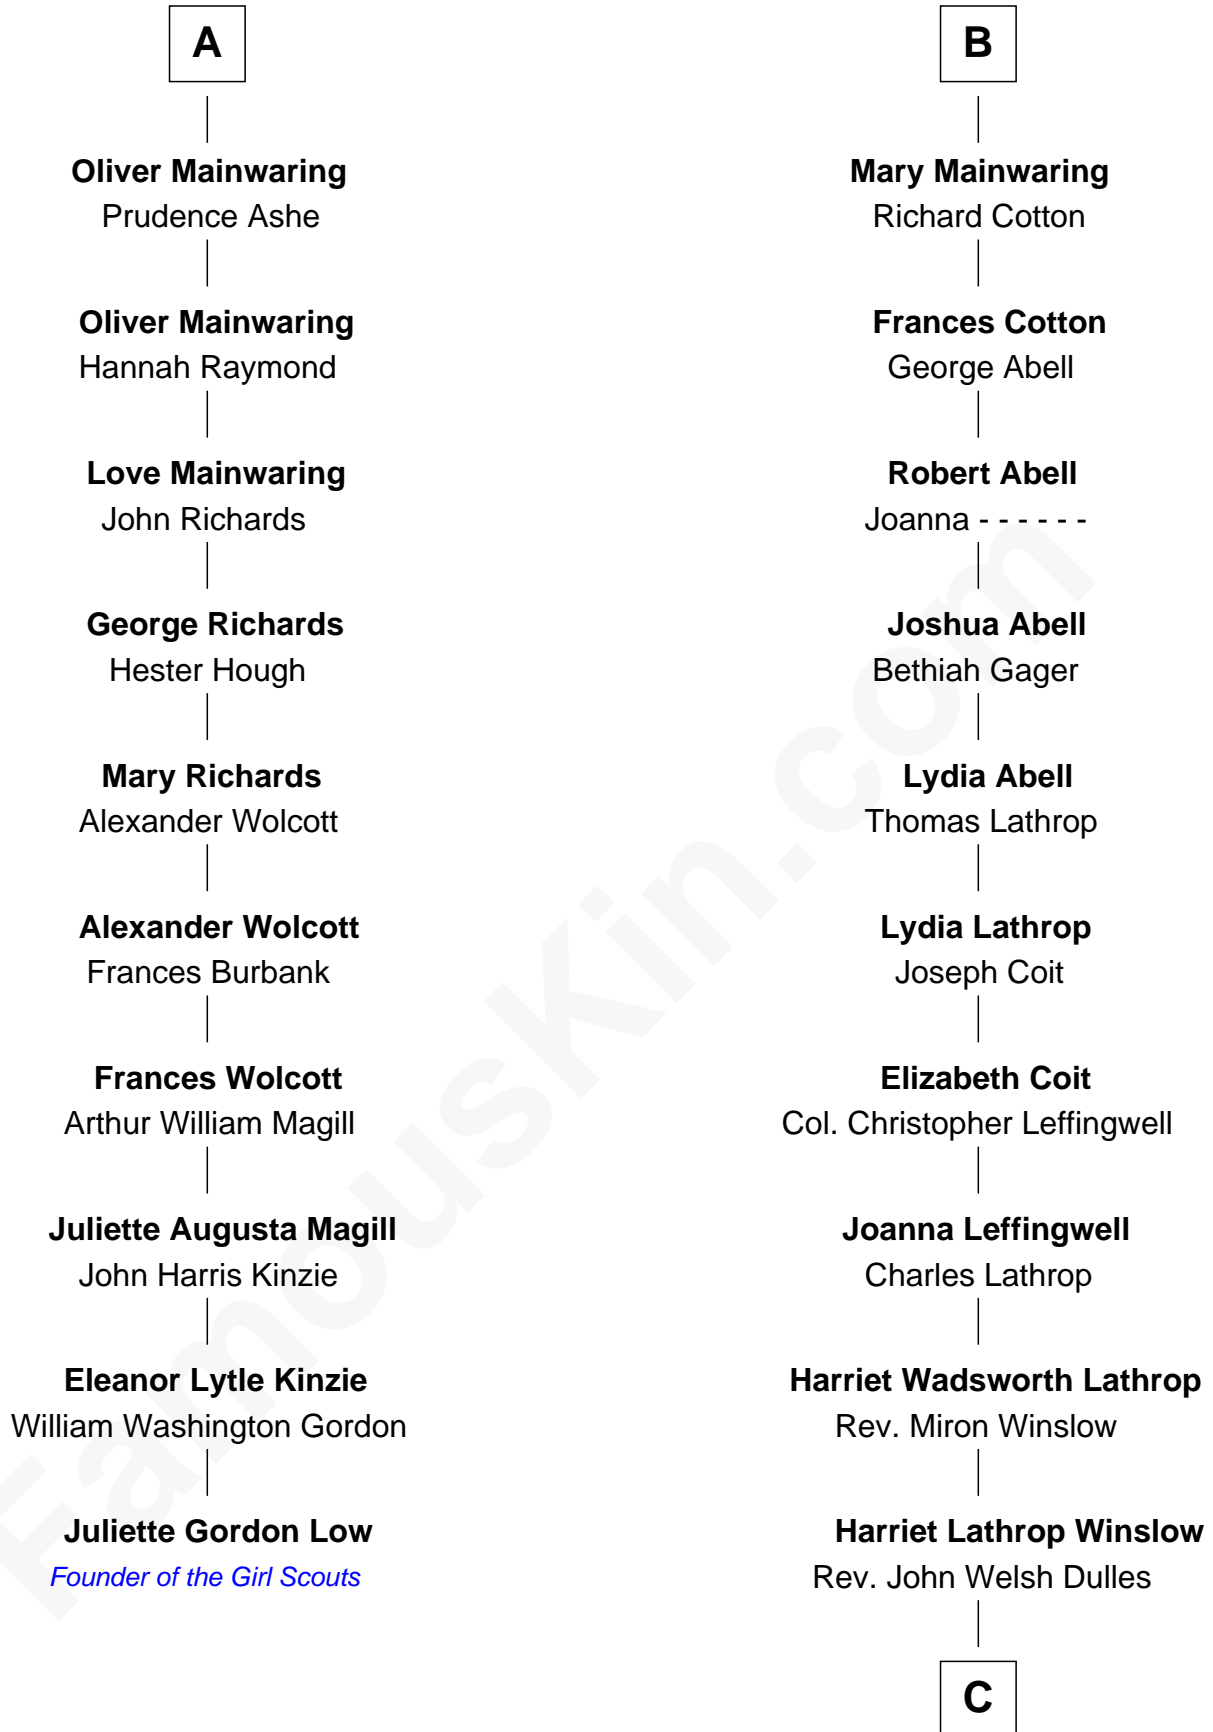 A
Oliver Mainwaring
Prudence Ashe
Oliver Mainwaring
Hannah Raymond
Love Mainwaring
John Richards
George Richards
Hester Hough
Mary Richards
Alexander Wolcott
Alexander Wolcott
Frances Burbank
Frances Wolcott
Arthur William Magill
Juliette Augusta Magill
John Harris Kinzie
Eleanor Lytle Kinzie
William Washington Gordon
Juliette Gordon Low
Founder of the Girl Scouts
B
Mary Mainwaring
Richard Cotton
Frances Cotton
George Abell
Robert Abell
Joanna - - - - - -
Joshua Abell
Bethiah Gager
Lydia Abell
Thomas Lathrop
Lydia Lathrop
Joseph Coit
Elizabeth Coit
Col. Christopher Leffingwell
Joanna Leffingwell
Charles Lathrop
Harriet Wadsworth Lathrop
Rev. Miron Winslow
Harriet Lathrop Winslow
Rev. John Welsh Dulles
C
FamousKin.com